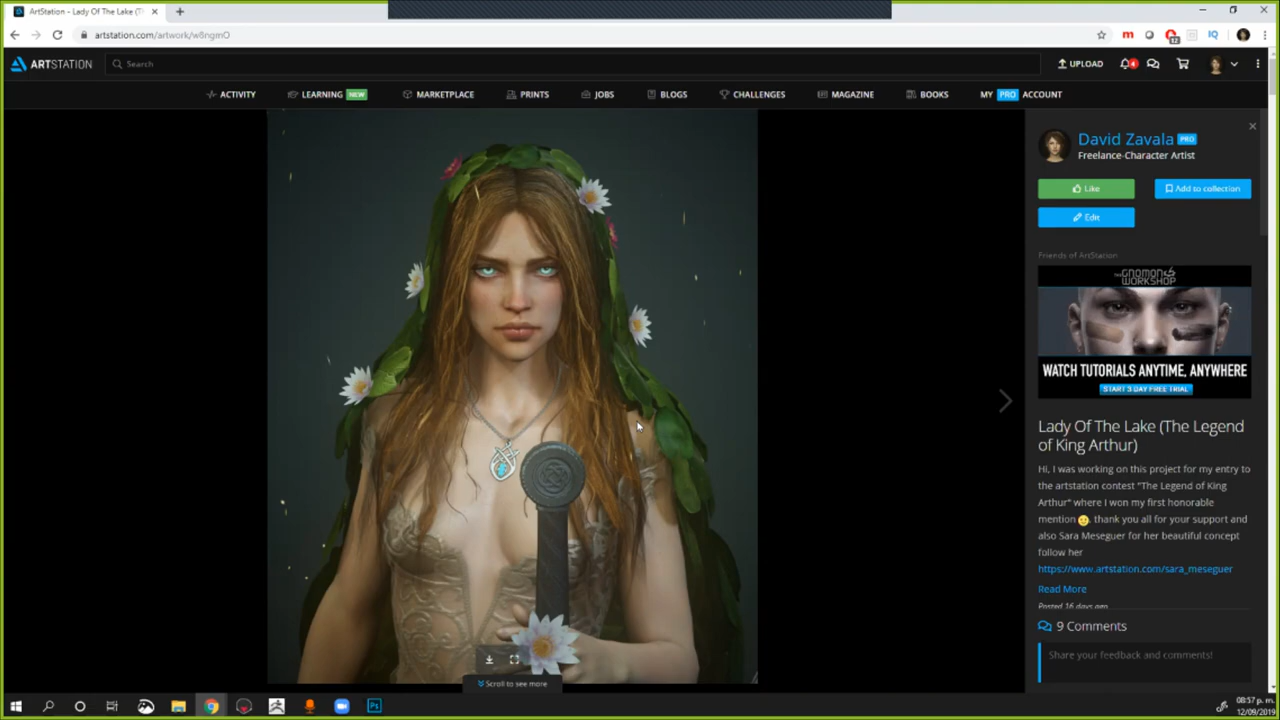 ArtStation - Lady Of The Lake (T
artstation.com/artwork/w8ngmO
12
ARTSTATION
Search
UPLOAD
4
ACTIVITY
LEARNING NEW
MARKETPLACE
PRINTS
JOBS
BLOGS
CHALLENGES
MAGAZINE
BOOKS
MY PRO ACCOUNT
David Zavala PRO
Freelance-Character Artist
Like
Add to collection
Edit
Friends of ArtStation
THE GNOMON WORKSHOP
WATCH TUTORIALS ANYTIME, ANYWHERE
START 3 DAY FREE TRIAL
Lady Of The Lake (The Legend
of King Arthur)
Hi, I was working on this project for my entry to
the artstation contest "The Legend of King
Arthur" where I won my first honorable
mention 😉. thank you all for your support and
also Sara Meseguer for her beautiful concept
follow her
https://www.artstation.com/sara_meseguer
Read More
Posted 16 days ago
9 Comments
Share your feedback and comments!
Scroll to see more
Ps
08:57 p. m.
12/09/2019